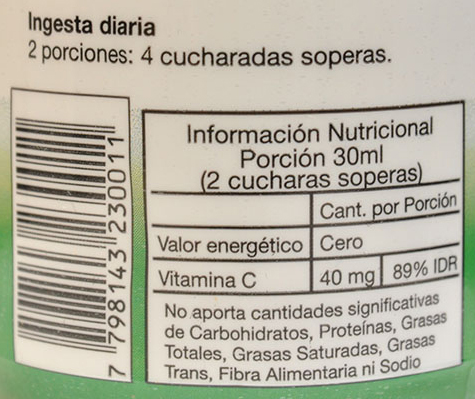 Ingesta diaria
2 porciones: 4 cucharadas soperas.
7 798143 230011
Información Nutricional
Porción 30ml
(2 cucharas soperas)
Cant. por Porción
Valor energético Cero
Vitamina C 40 mg 89% IDR
No aporta cantidades significativas
de Carbohidratos, Proteínas, Grasas
Totales, Grasas Saturadas, Grasas
Trans, Fibra Alimentaria ni Sodio